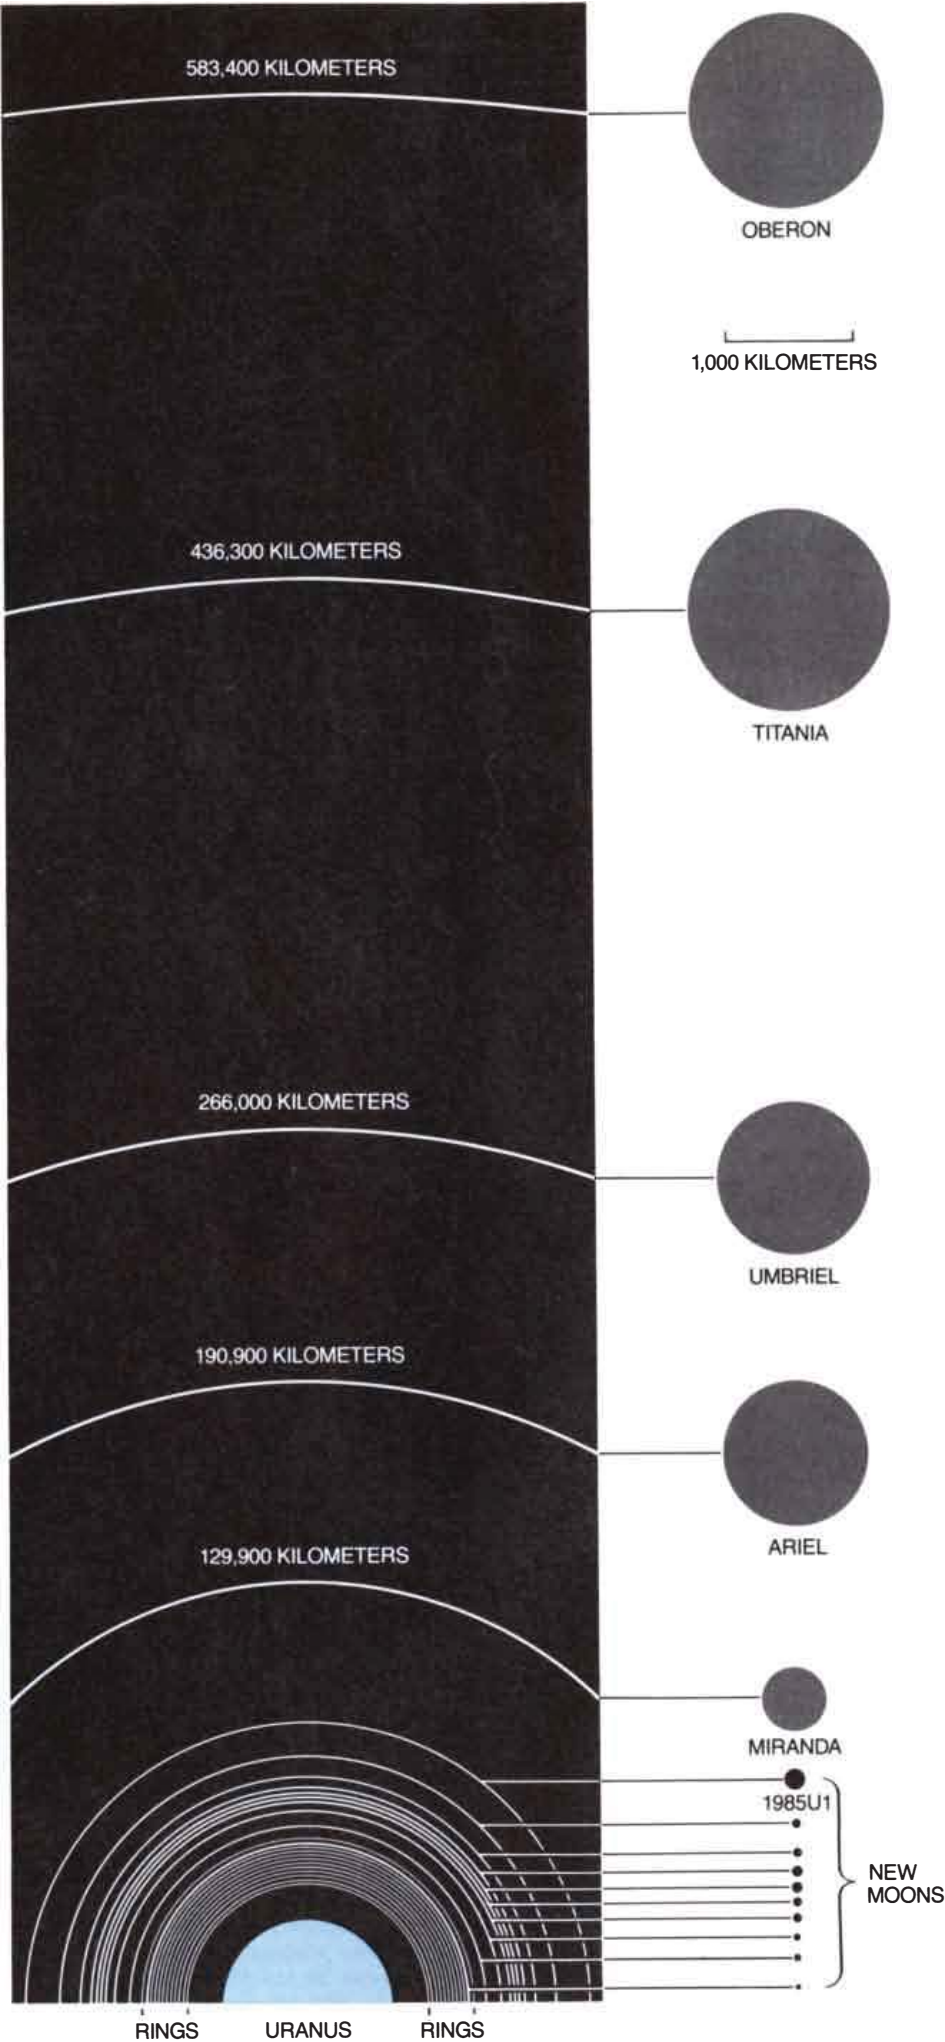 583,400 KILOMETERS
OBERON
1,000 KILOMETERS
436,300 KILOMETERS
TITANIA
266,000 KILOMETERS
UMBRIEL
190,900 KILOMETERS
ARIEL
129,900 KILOMETERS
MIRANDA
1985U1
NEW
MOONS
RINGS URANUS RINGS